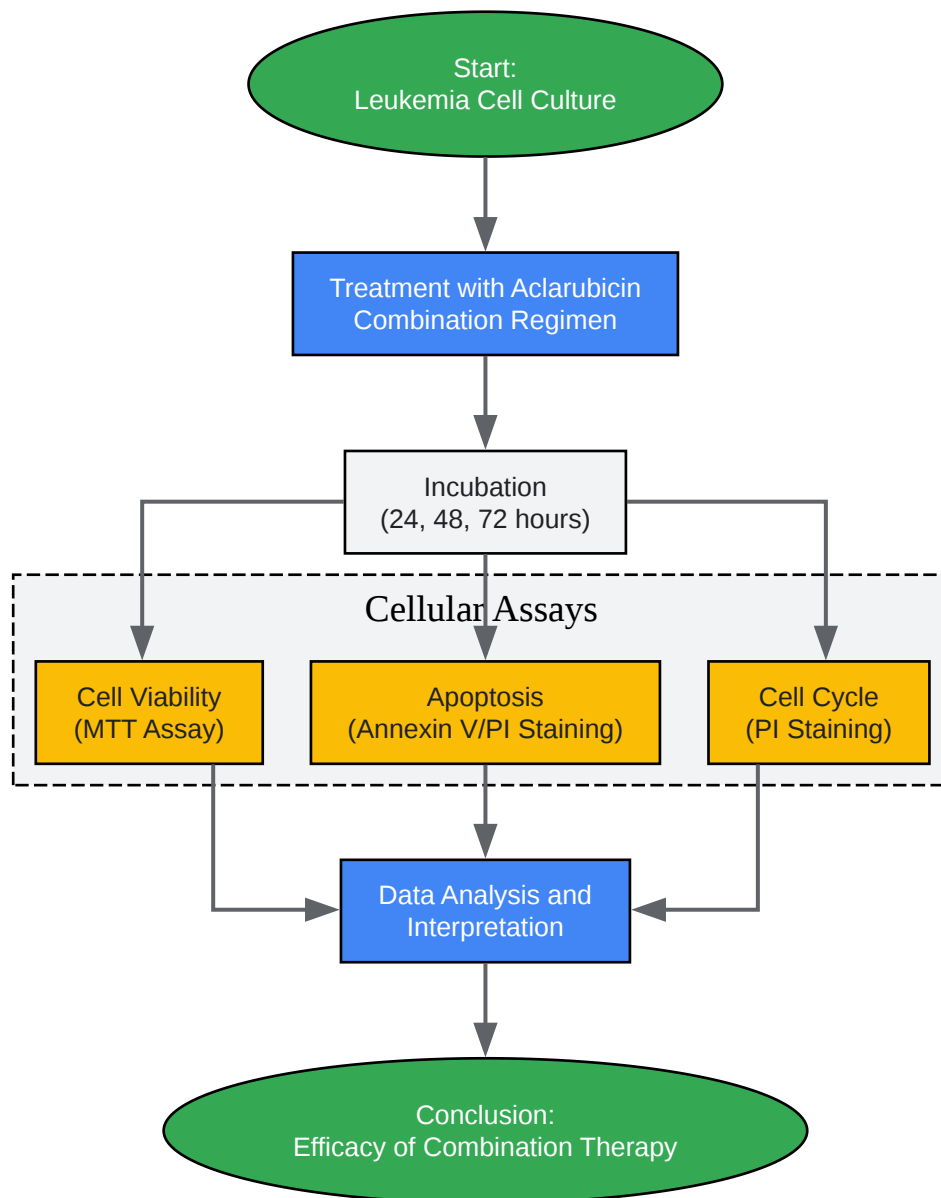 Start:
Leukemia Cell Culture
Treatment with Aclarubicin
Combination Regimen
Incubation
(24, 48, 72 hours)
Cellular Assays
Cell Viability
(MTT Assay)
Apoptosis
(Annexin V/PI Staining)
Cell Cycle
(PI Staining)
Data Analysis and
Interpretation
Conclusion:
Efficacy of Combination Therapy